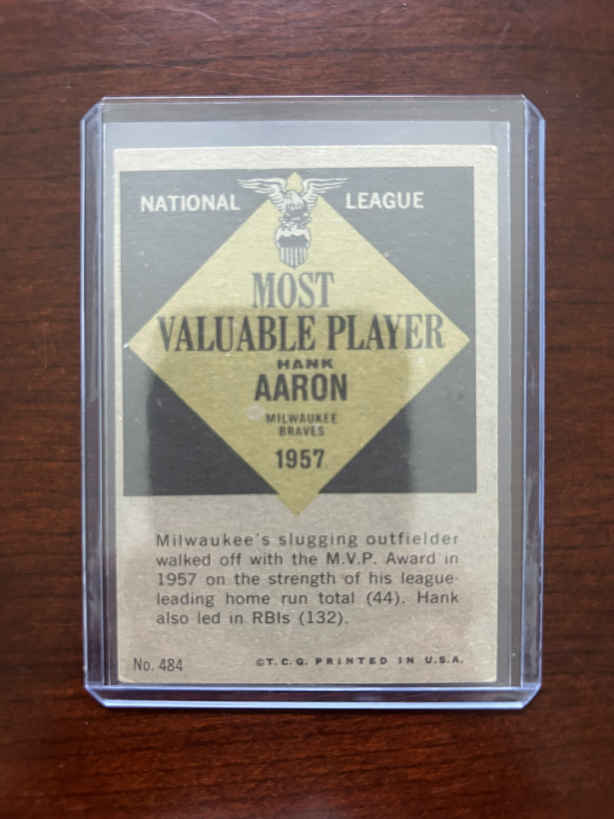 NATIONAL LEAGUE
MOST
VALUABLE PLAYER
HANK
AARON
MILWAUKEE
BRAVES
1957
Milwaukee's slugging outfielder
walked off with the M.V.P. Award in
1957 on the strength of his league-
leading home run total (44). Hank
also led in RBIs (132).
No. 484 ©T.C.G. PRINTED IN U.S.A.